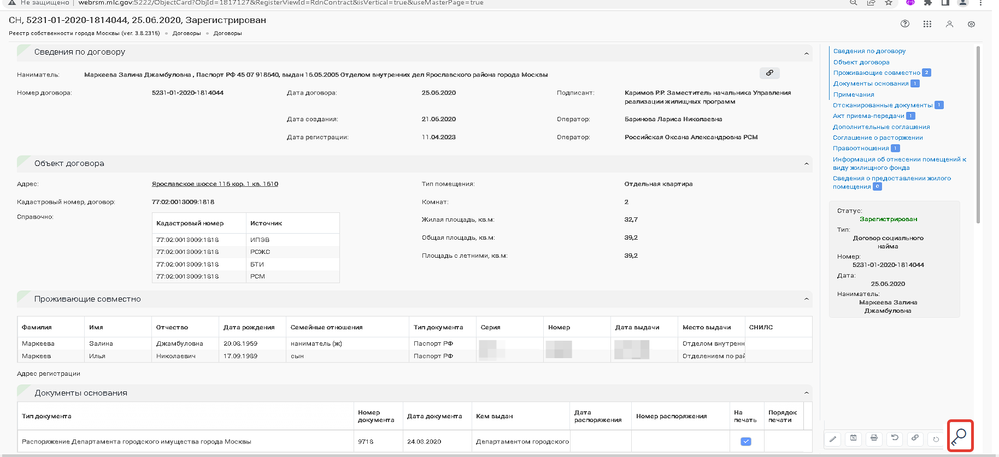 Не защищено | webrsm.mlc.gov:5222/ObjectCard?ObjId=1817127&RegisterViewId=RdnContract&isVertical=true&useMasterPage=true
СН, 5231-01-2020-1814044, 25.06.2020, Зарегистрирован
Реестр собственности города Москвы (ver. 3.8.2315) • Договоры • Договоры
Сведения по договору
Наниматель: Маркеева Залина Джамбуловна , Паспорт РФ 45 07 918640, выдан 16.05.2005 Отделом внутренних дел Ярославского района города Москвы
Номер договора: 5231-01-2020-1814044 Дата договора: 25.06.2020 Подписант: Каримов Р.Р. Заместитель начальника Управления
реализации жилищных программ
Дата создания: 21.06.2020 Оператор: Баринова Лариса Николаевна
Дата регистрации: 11.04.2023 Оператор: Российская Оксана Александровна РСМ
Объект договора
Адрес: Ярославское шоссе 116 кор. 1 кв. 1610 Тип помещения: Отдельная квартира
Кадастровый номер, договор: 77:02:0013009:1818 Комнат: 2
Справочно:
Кадастровый номер Источник
77:02:0013009:1818 ИПЭВ
77:02:0013009:1818 РСЖС
77:02:0013009:1818 БТИ
77:02:0013009:1818 РСМ
Жилая площадь, кв.м: 32,7
Общая площадь, кв.м: 39,2
Площадь с летними, кв.м: 39,2
Проживающие совместно
Фамилия Имя Отчество Дата рождения Семейные отношения Тип документа Серия Номер Дата выдачи Место выдачи СНИЛС
Маркеева Залина Джамбуловна 20.08.1959 наниматель (ж) Паспорт РФ Отделом внутренн
Маркеев Илья Николаевич 17.09.1989 сын Паспорт РФ Отделением по рай
Адрес регистрации
Документы основания
Тип документа Номер документа Дата документа Кем выдан Дата распоряжения Номер распоряжения На печать Порядок печати
Распоряжение Департамента городского имущества города Москвы 9718 24.03.2020 Департаментом городского
Сведения по договору
Объект договора
Проживающие совместно 2
Документы основания 1
Примечания
Отсканированные документы 1
Акт приема-передачи 1
Дополнительные соглашения
Соглашение о расторжении
Правоотношения 1
Информация об отнесении помещений к
виду жилищного фонда
Сведения о предоставлении жилого
помещения 0
Статус:
Зарегистрирован
Тип:
Договор социального
найма
Номер:
5231-01-2020-1814044
Дата:
25.06.2020
Наниматель:
Маркеева Залина
Джамбуловна